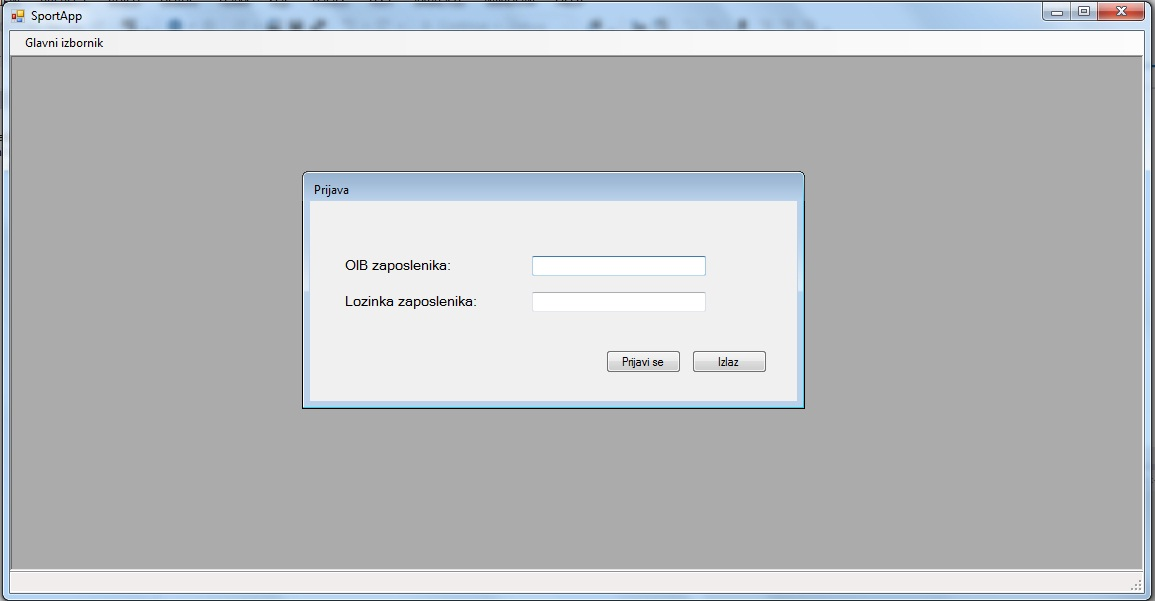 SportApp
Glavni izbornik
Prijava
OIB zaposlenika:
Lozinka zaposlenika:
Prijavi se
Izlaz